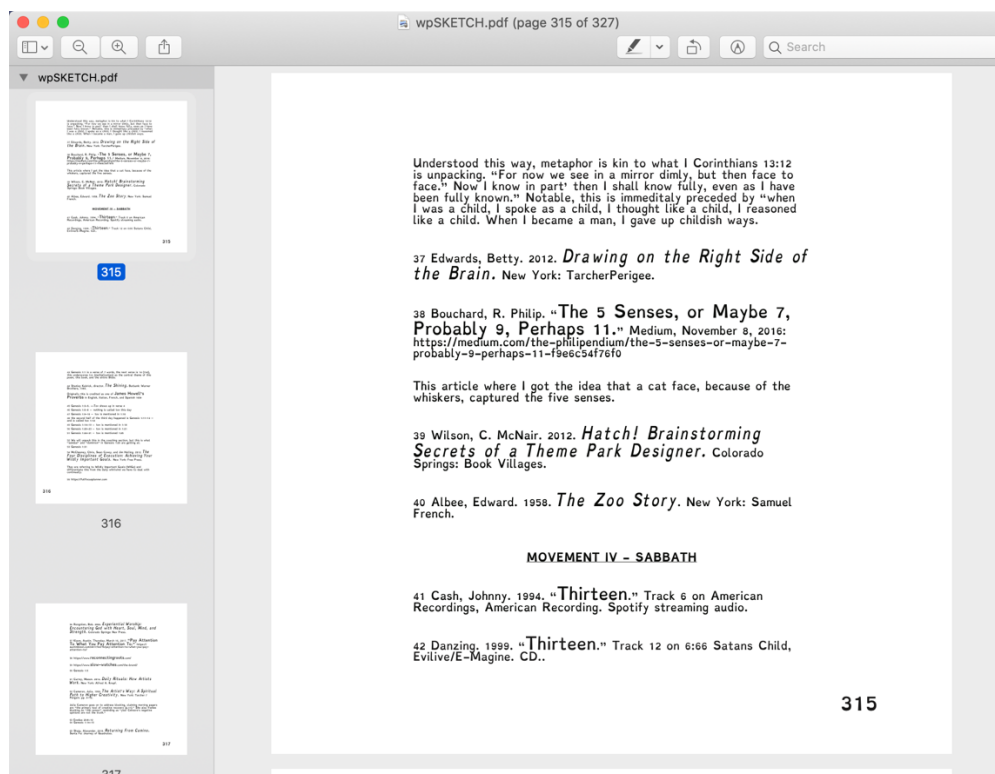 wpSKETCH.pdf (page 315 of 327)
Search
wpSKETCH.pdf
315
316
317
Understood this way, metaphor is kin to what I Corinthians 13:12
is unpacking. “For now we see in a mirror dimly, but then face to
face.” Now I know in part’ then I shall know fully, even as I have
been fully known.” Notable, this is immeditaly preceded by “when
I was a child, I spoke as a child, I thought like a child, I reasoned
like a child. When I became a man, I gave up childish ways.
37 Edwards, Betty. 2012. Drawing on the Right Side of
the Brain. New York: TarcherPerigee.
38 Bouchard, R. Philip. “The 5 Senses, or Maybe 7,
Probably 9, Perhaps 11.” Medium, November 8, 2016:
https://medium.com/the-philipendium/the-5-senses-or-maybe-7-
probably-9-perhaps-11-f9e6c54f76f0
This article where I got the idea that a cat face, because of the
whiskers, captured the five senses.
39 Wilson, C. McNair. 2012. Hatch! Brainstorming
Secrets of a Theme Park Designer. Colorado
Springs: Book Villages.
40 Albee, Edward. 1958. The Zoo Story. New York: Samuel
French.
MOVEMENT IV – SABBATH
41 Cash, Johnny. 1994. “Thirteen.” Track 6 on American
Recordings, American Recording. Spotify streaming audio.
42 Danzing. 1999. “Thirteen.” Track 12 on 6:66 Satans Child,
Evilive/E-Magine. CD..
315